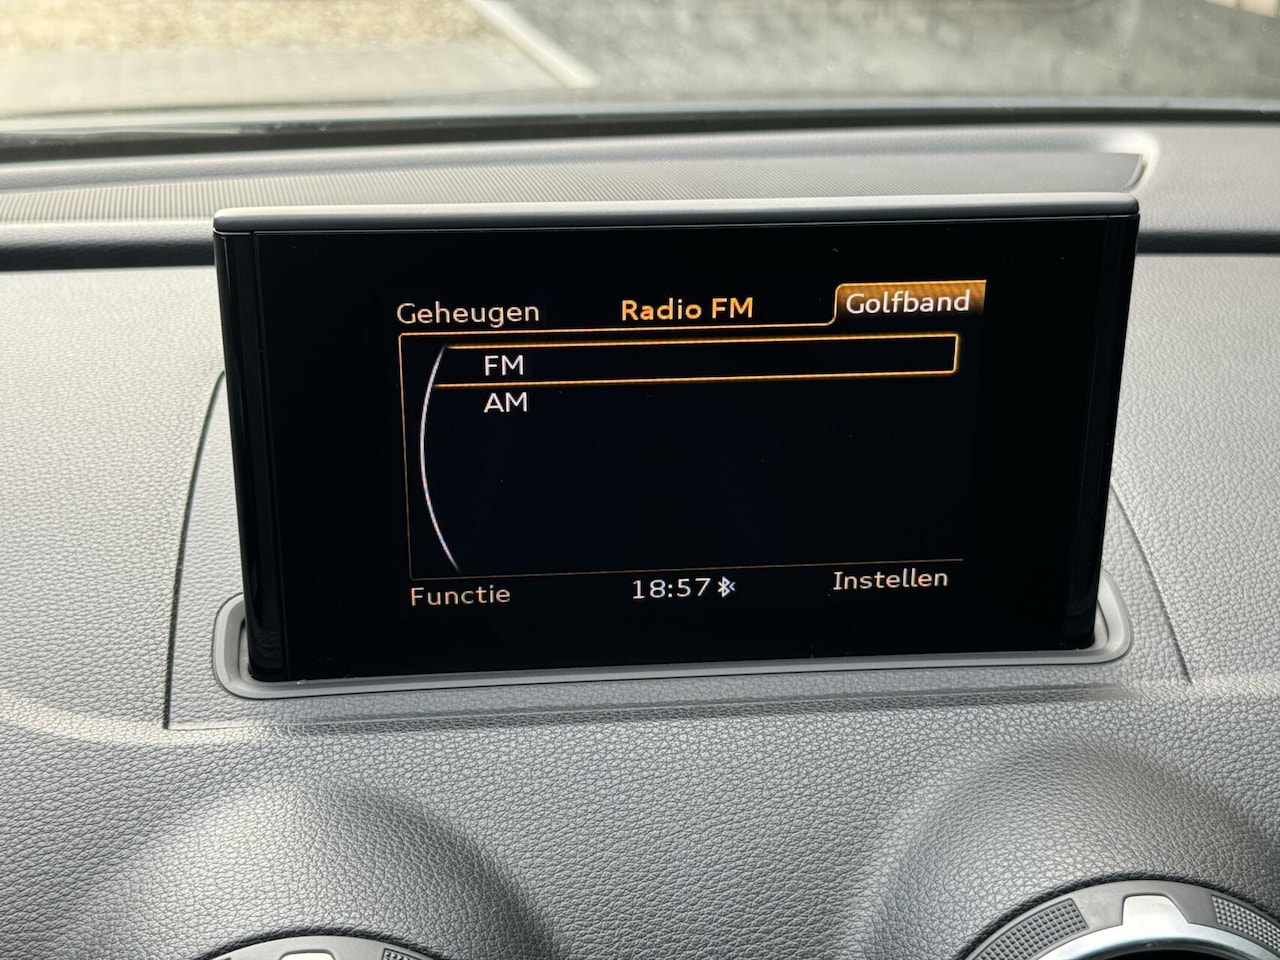 Geheugen Radio FM Golfband
FM
AM
Functie 18:57 Instellen